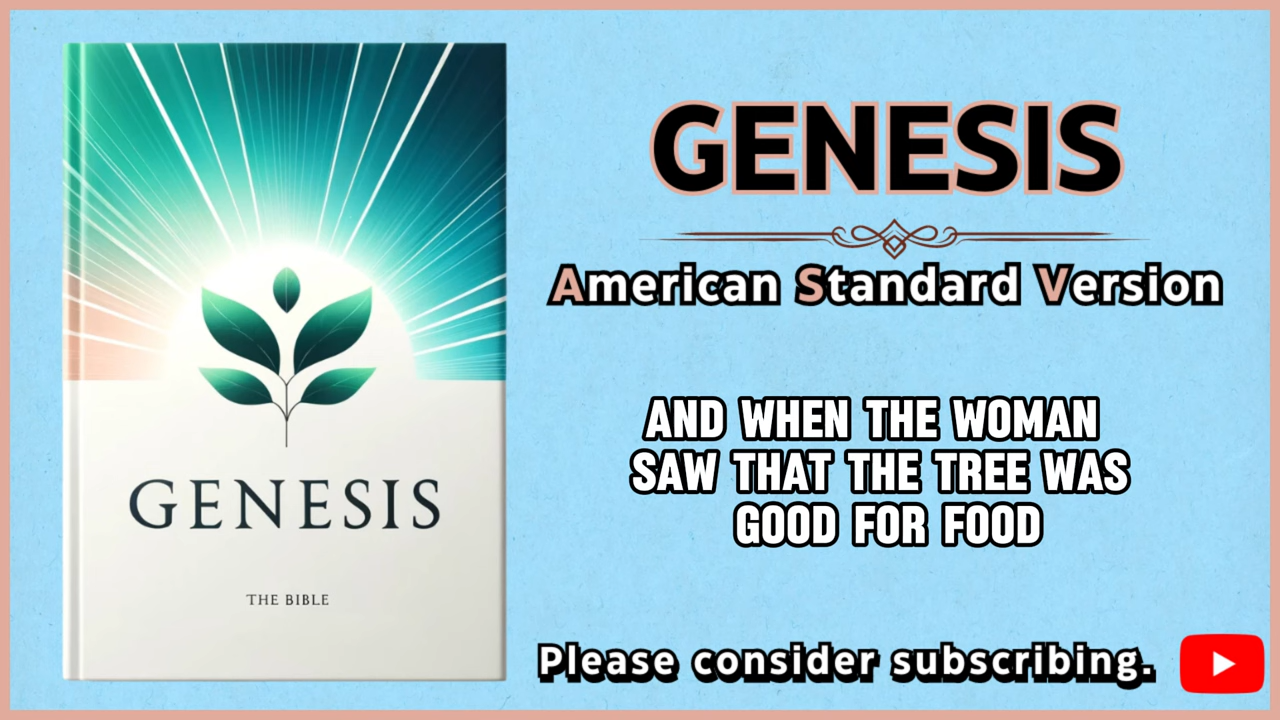 GENESIS
THE BIBLE
GENESIS
American Standard Version
AND WHEN THE WOMAN
SAW THAT THE TREE WAS
GOOD FOR FOOD
Please consider subscribing.